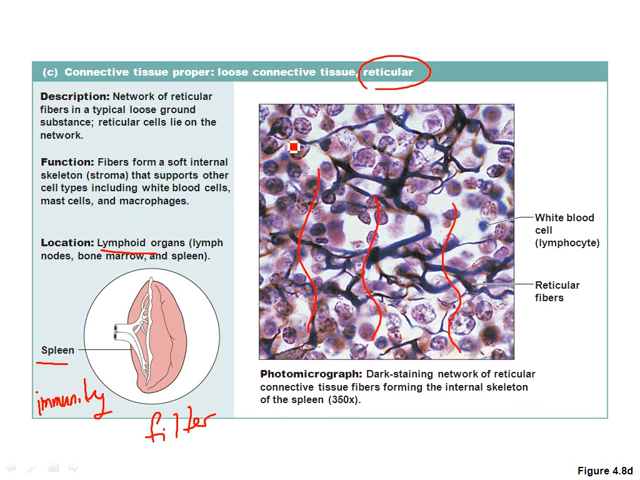 (c) Connective tissue proper: loose connective tissue, reticular
Description: Network of reticular
fibers in a typical loose ground
substance; reticular cells lie on the
network.
Function: Fibers form a soft internal
skeleton (stroma) that supports other
cell types including white blood cells,
mast cells, and macrophages.
Location: Lymphoid organs (lymph
nodes, bone marrow, and spleen).
Spleen
immunity
filter
White blood
cell
(lymphocyte)
Reticular
fibers
Photomicrograph: Dark-staining network of reticular
connective tissue fibers forming the internal skeleton
of the spleen (350x).
Figure 4.8d